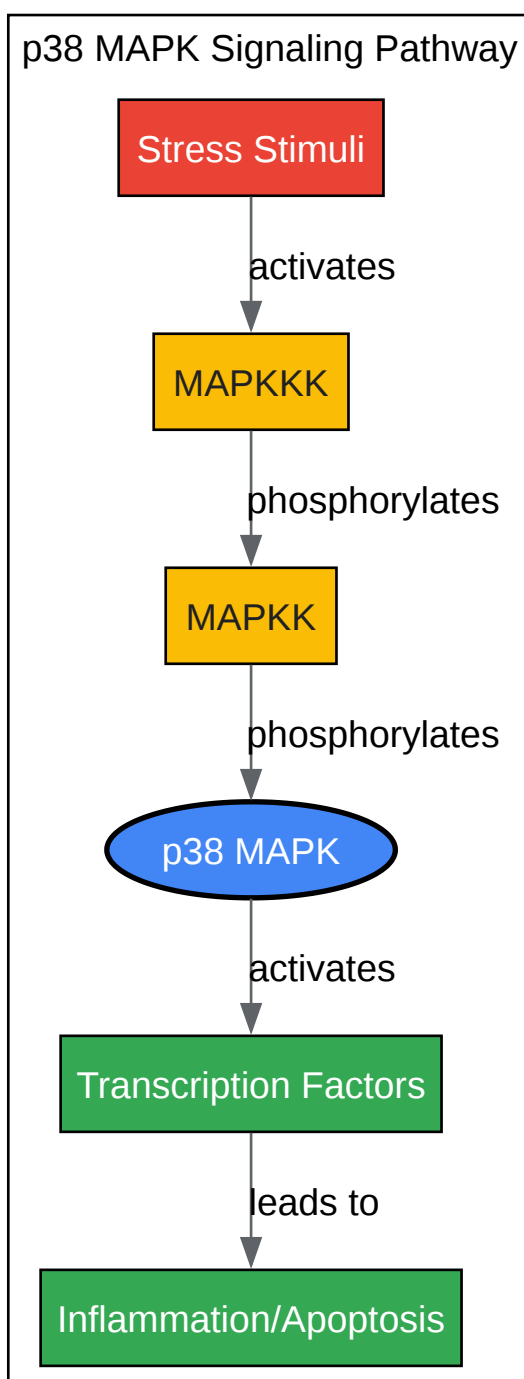 p38 MAPK Signaling Pathway
Stress Stimuli
activates
MAPKKK
phosphorylates
MAPKK
phosphorylates
p38 MAPK
activates
Transcription Factors
leads to
Inflammation/Apoptosis